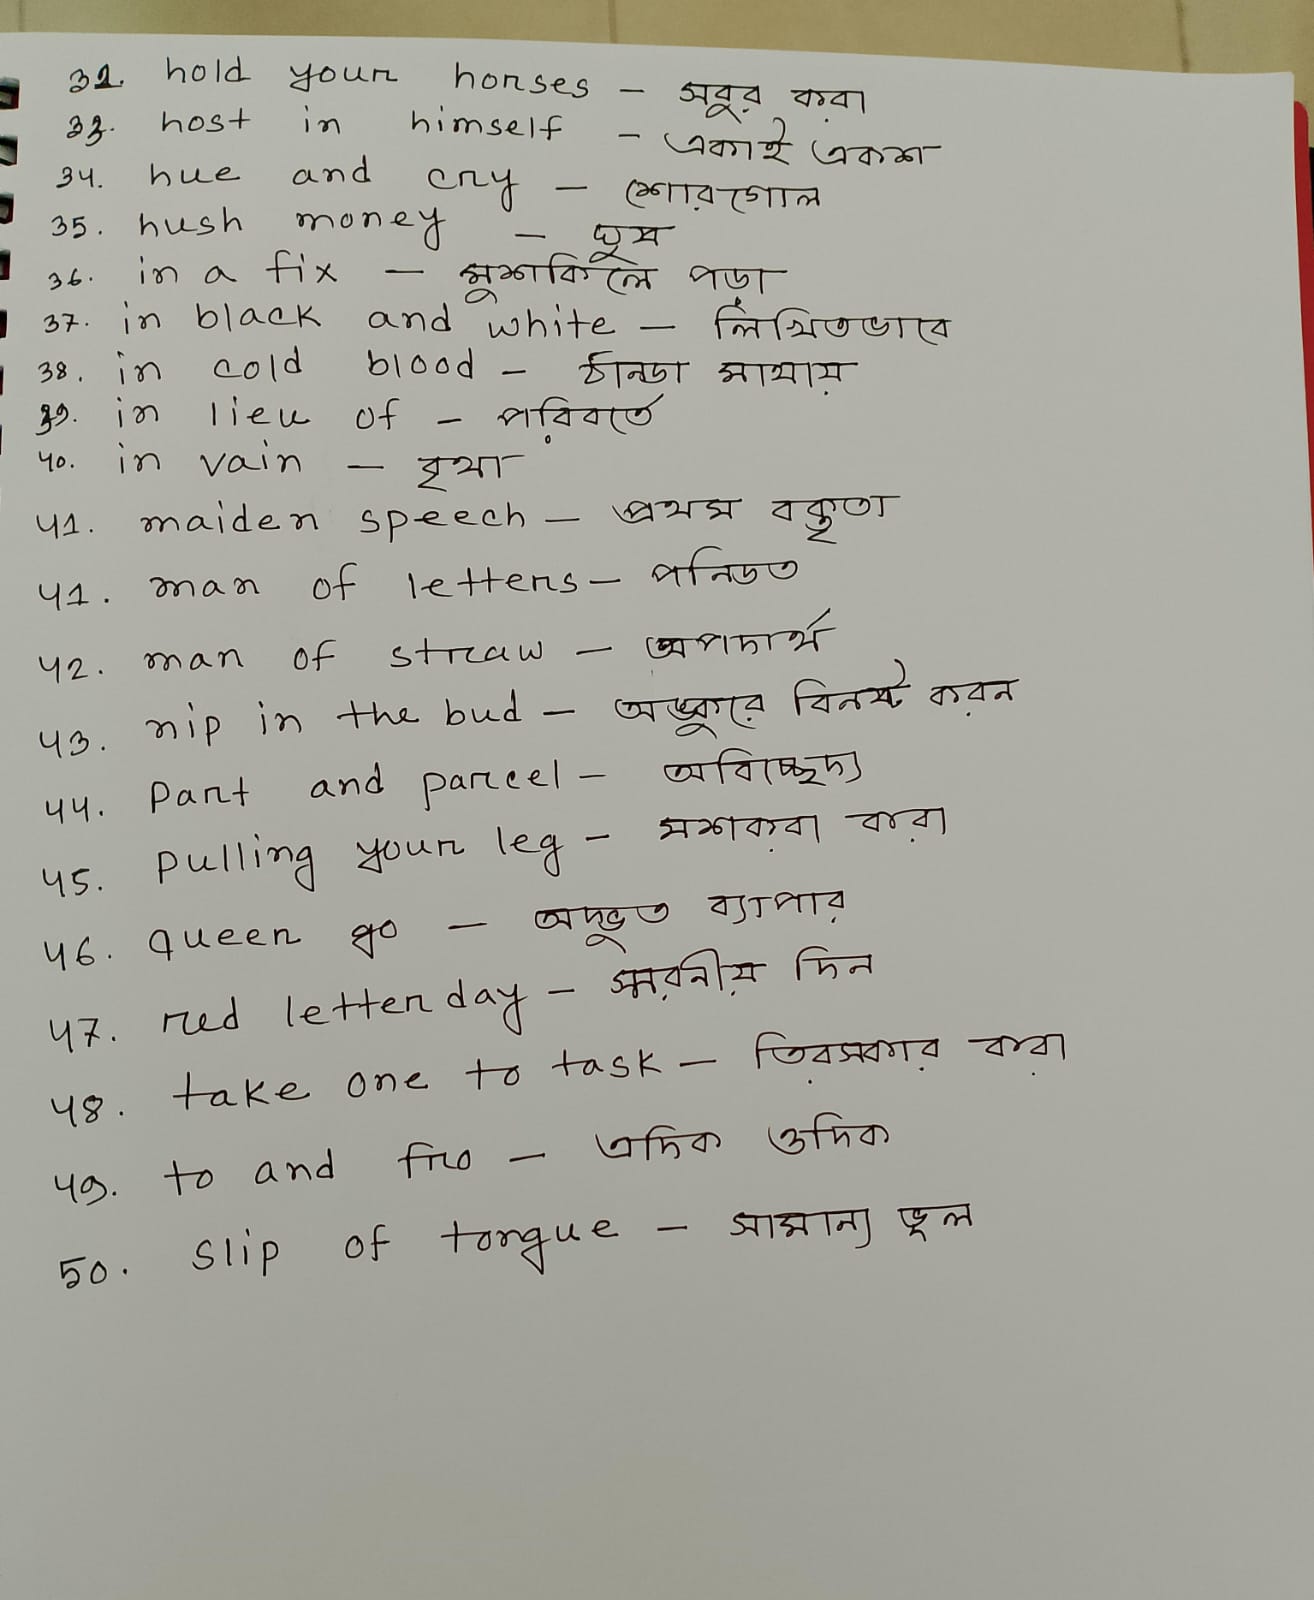 32. hold your horses - সবুর করা
33. host in himself - একাই একশ
34. hue and cry - শোরগোল
35. hush money - ঘুষ
36. in a fix - মুশকিলে পড়া
37. in black and white - লিখিতভাবে
38. in cold blood - ঠানডা মাথায়
39. in lieu of - পরিবর্তে
40. in vain - বৃথা
41. maiden speech - প্রথম বক্তৃতা
41. man of letters - পনিডত
42. man of straw - অপদার্থ
43. nip in the bud - অঙ্কুরে বিনষ্ট করন
44. Part and parcel - অবিচ্ছেদ্য
45. Pulling your leg - মশকরা করা
46. queen go - অদ্ভুত ব্যাপার
47. red letter day - স্মরনীয় দিন
48. take one to task - তিরসকার করা
49. to and fro - এদিক ওদিক
50. slip of tongue - সামান্য ভুল